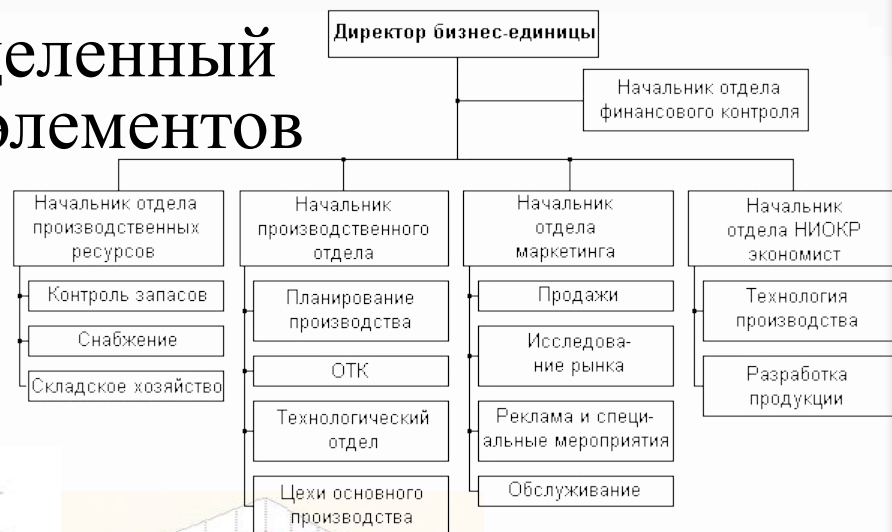 деленный
элементов
Директор бизнес-единицы
Начальник отдела
финансового контроля
Начальник отдела
производственных
ресурсов
Контроль запасов
Снабжение
Складское хозяйство
Начальник
производственного
отдела
Планирование
производства
ОТК
Технологический
отдел
Цехи основного
производства
Начальник
отдела
маркетинга
Продажи
Исследова-
ние рынка
Реклама и специ-
альные мероприятия
Обслуживание
Начальник
отдела НИОКР
экономист
Технология
производства
Разработка
продукции